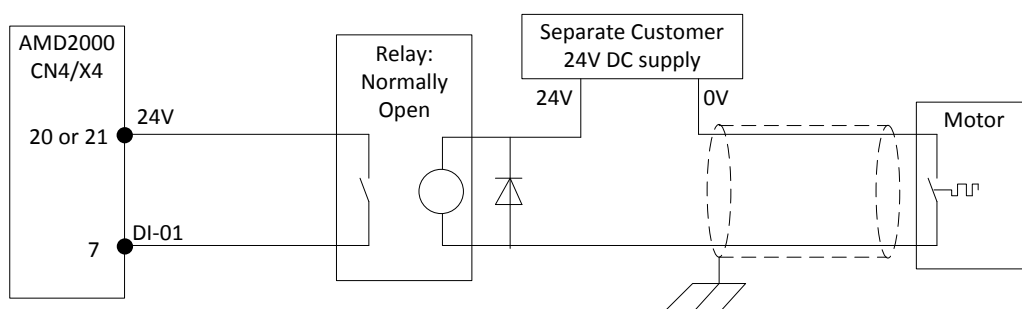 AMD2000
CN4/X4
20 or 21
24V
7
DI-01
Relay:
Normally
Open
Separate Customer
24V DC supply
24V
0V
Motor